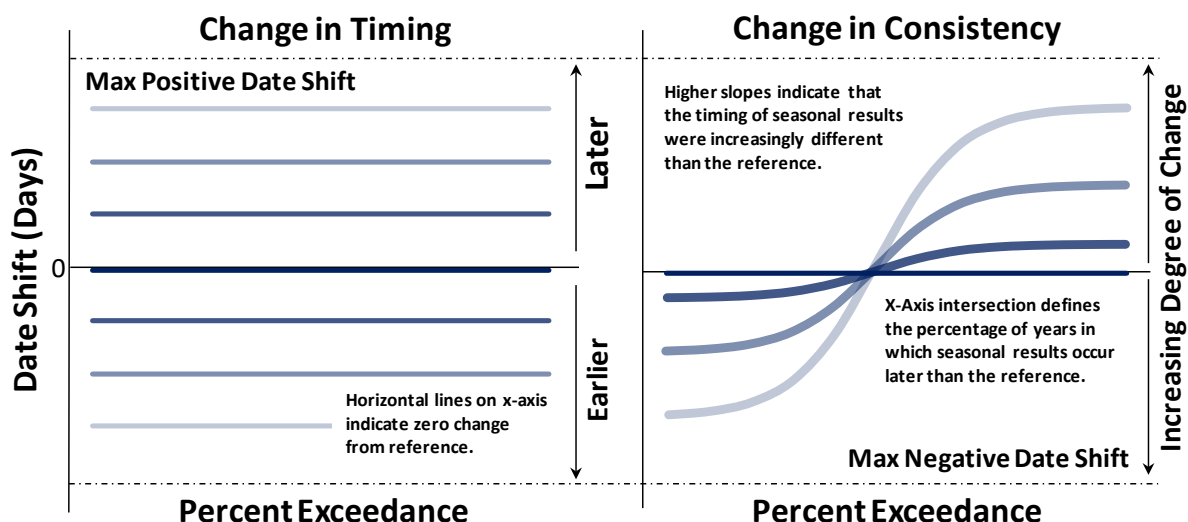 Change in Timing
Max Positive Date Shift
Later
Date Shift (Days)
0
Earlier
Horizontal lines on x-axis
indicate zero change
from reference.
Percent Exceedance
Change in Consistency
Higher slopes indicate that
the timing of seasonal results
were increasingly different
than the reference.
X-Axis intersection defines
the percentage of years in
which seasonal results occur
later than the reference.
Increasing Degree of Change
Max Negative Date Shift
Percent Exceedance